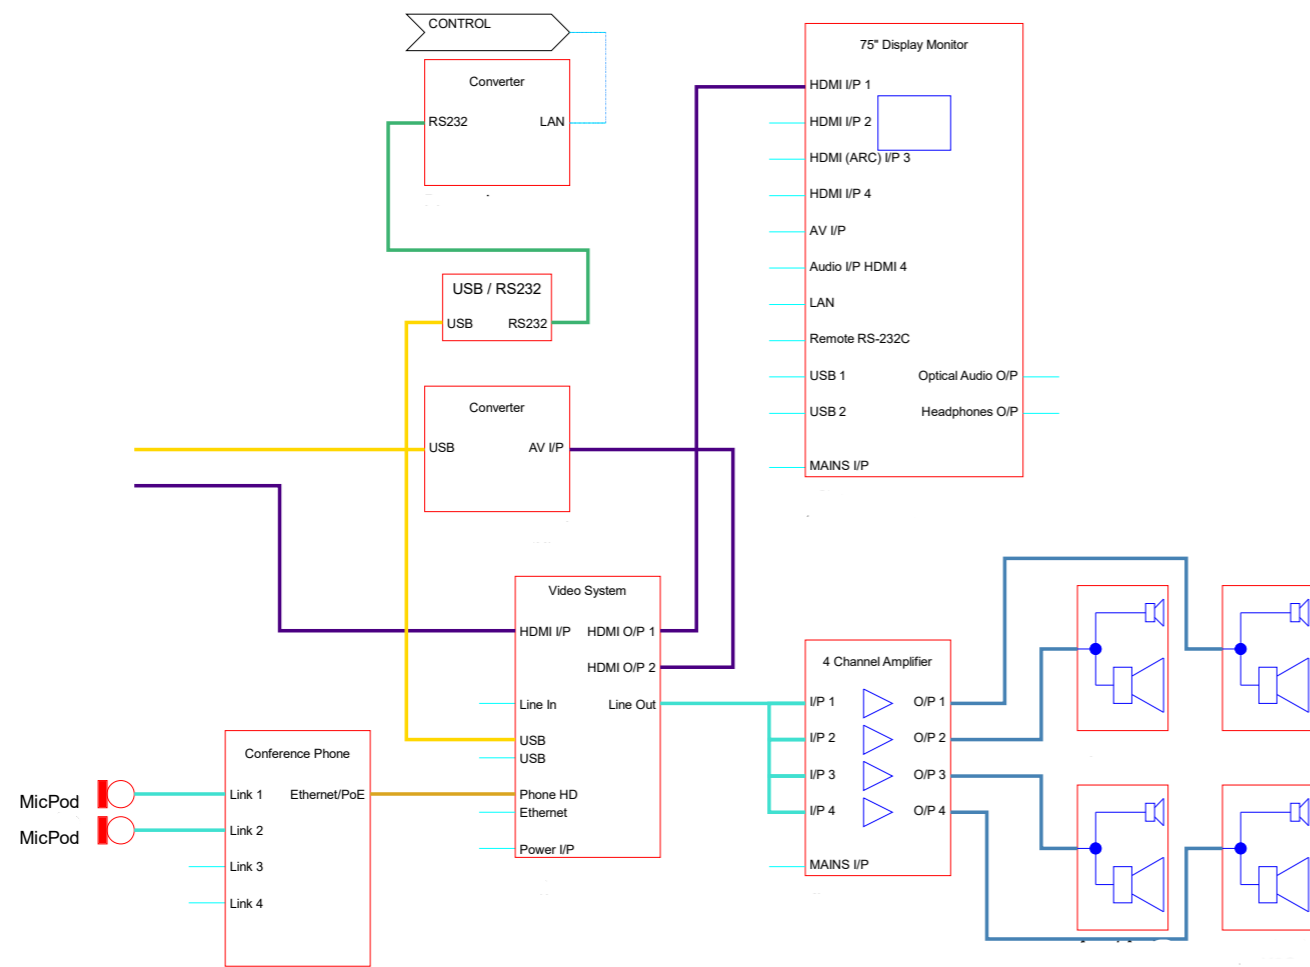 CONTROL
Converter
RS232 LAN
USB / RS232
USB RS232
Converter
USB AV I/P
75" Display Monitor
HDMI I/P 1
HDMI I/P 2
HDMI (ARC) I/P 3
HDMI I/P 4
AV I/P
Audio I/P HDMI 4
LAN
Remote RS-232C
USB 1 Optical Audio O/P
USB 2 Headphones O/P
MAINS I/P
Video System
HDMI I/P HDMI O/P 1
HDMI O/P 2
Line In Line Out
USB
USB
Phone HD
Ethernet
Power I/P
Conference Phone
MicPod Link 1 Ethernet/PoE
MicPod Link 2
Link 3
Link 4
4 Channel Amplifier
I/P 1 O/P 1
I/P 2 O/P 2
I/P 3 O/P 3
I/P 4 O/P 4
MAINS I/P